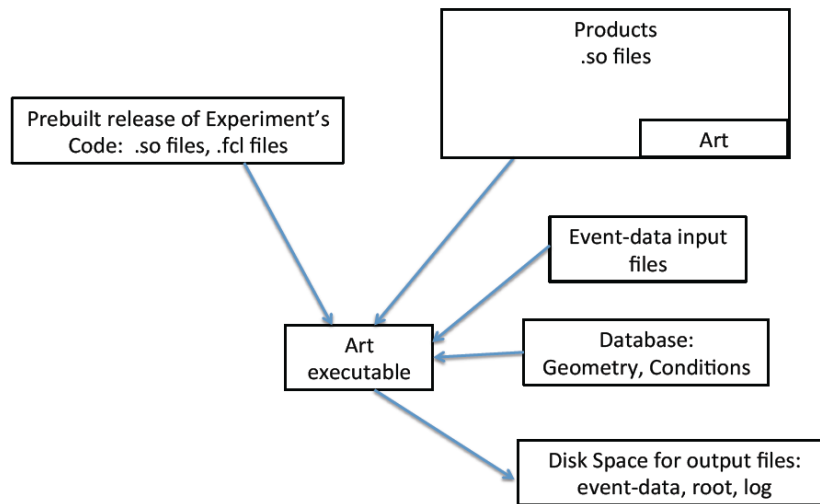 Products
.so files
Art
Prebuilt release of Experiment's
Code: .so files, .fcl files
Event-data input
files
Art
executable
Database:
Geometry, Conditions
Disk Space for output files:
event-data, root, log